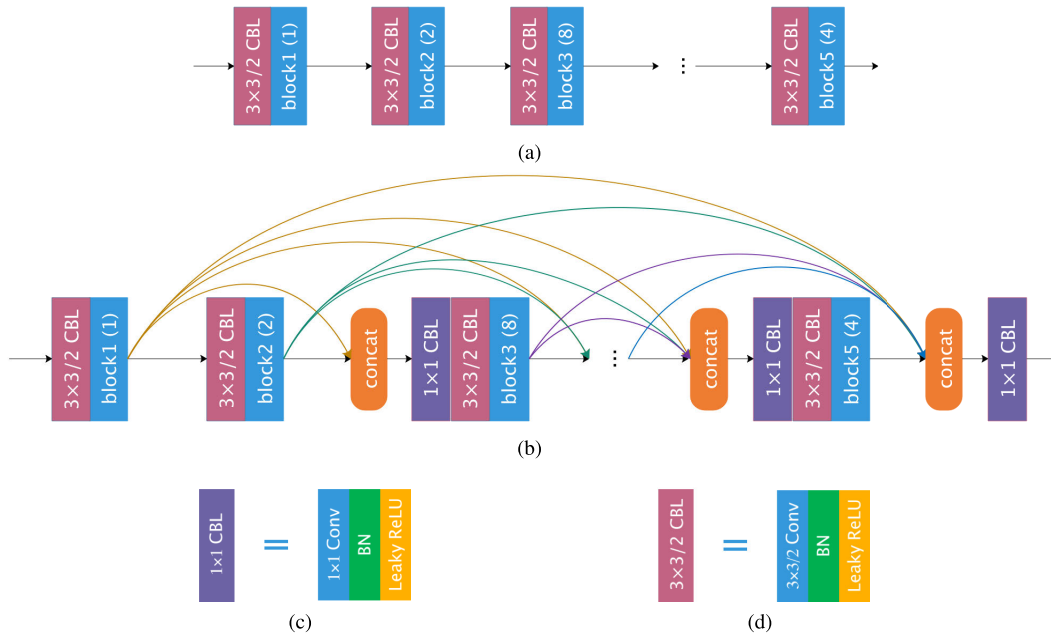 3×3/2 CBL
block1 (1)
3×3/2 CBL
block2 (2)
3×3/2 CBL
block3 (8)
...
3×3/2 CBL
block5 (4)
(a)
3×3/2 CBL
block1 (1)
3×3/2 CBL
block2 (2)
concat
1×1 CBL
3×3/2 CBL
block3 (8)
...
concat
1×1 CBL
3×3/2 CBL
block5 (4)
concat
1×1 CBL
(b)
1×1 CBL
=
1×1 Conv
BN
Leaky ReLU
(c)
3×3/2 CBL
=
3×3/2 Conv
BN
Leaky ReLU
(d)